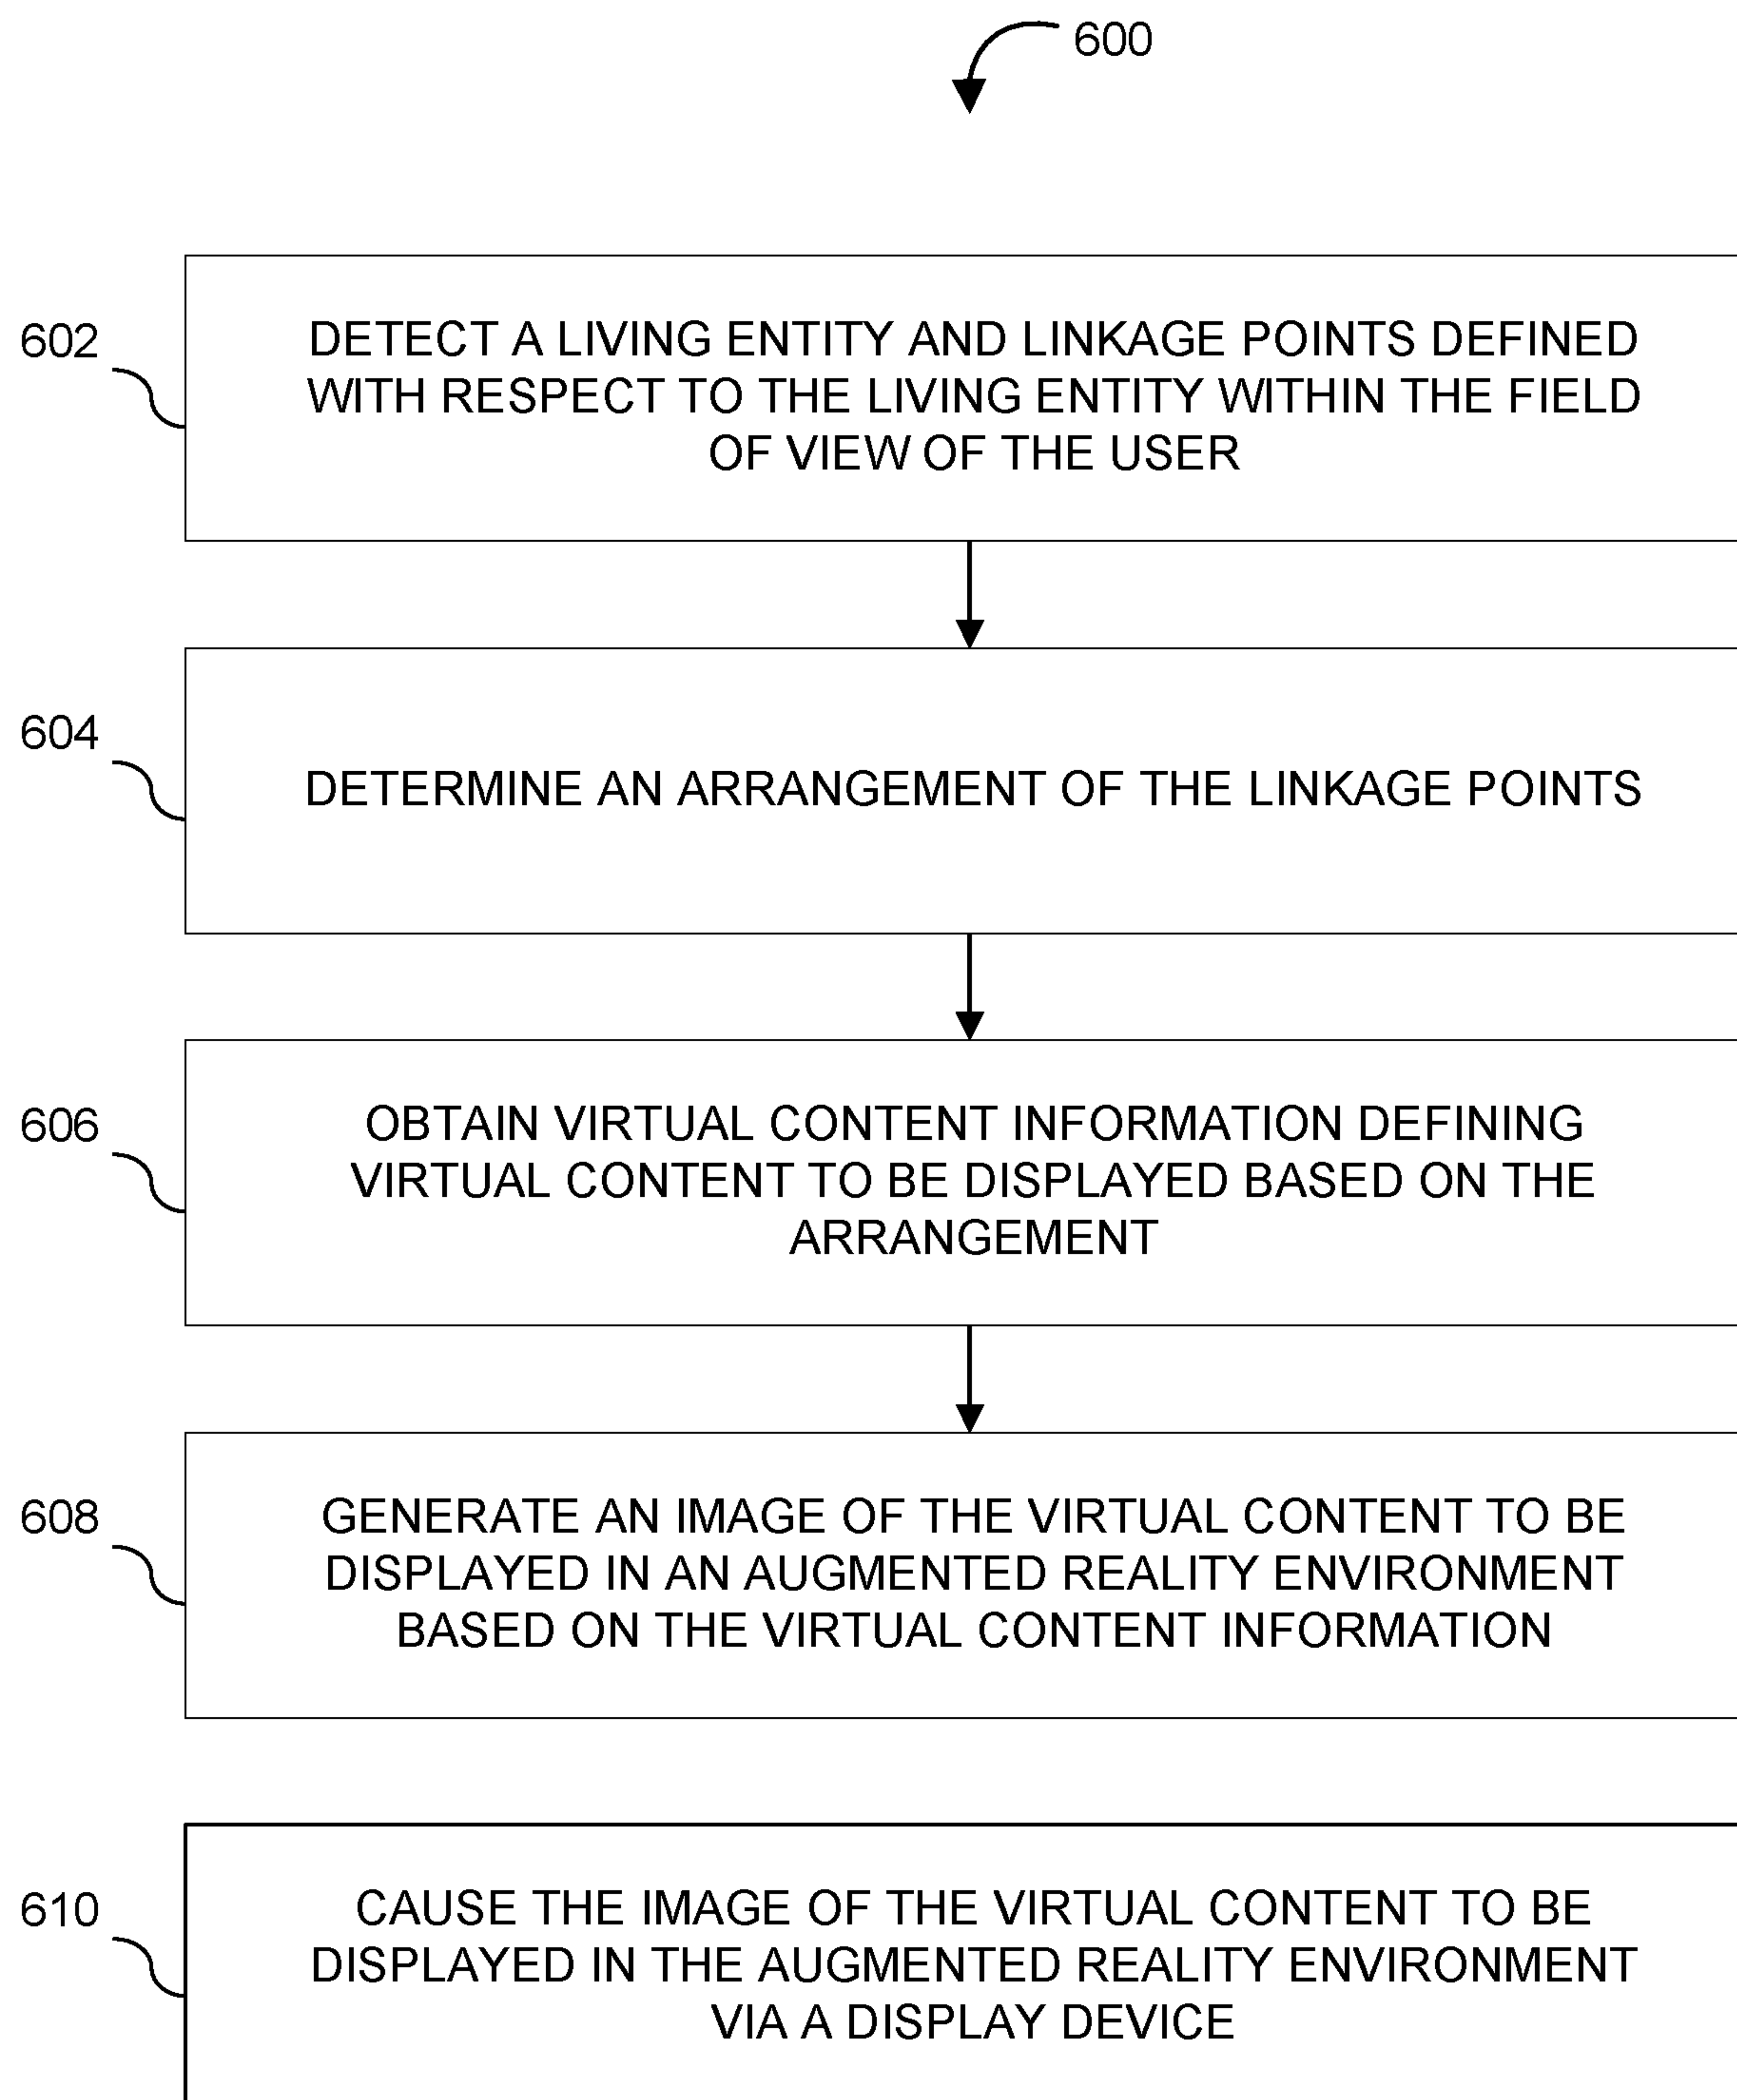 600
602
DETECT A LIVING ENTITY AND LINKAGE POINTS DEFINED
WITH RESPECT TO THE LIVING ENTITY WITHIN THE FIELD
OF VIEW OF THE USER
604
DETERMINE AN ARRANGEMENT OF THE LINKAGE POINTS
606
OBTAIN VIRTUAL CONTENT INFORMATION DEFINING
VIRTUAL CONTENT TO BE DISPLAYED BASED ON THE
ARRANGEMENT
608
GENERATE AN IMAGE OF THE VIRTUAL CONTENT TO BE
DISPLAYED IN AN AUGMENTED REALITY ENVIRONMENT
BASED ON THE VIRTUAL CONTENT INFORMATION
610
CAUSE THE IMAGE OF THE VIRTUAL CONTENT TO BE
DISPLAYED IN THE AUGMENTED REALITY ENVIRONMENT
VIA A DISPLAY DEVICE